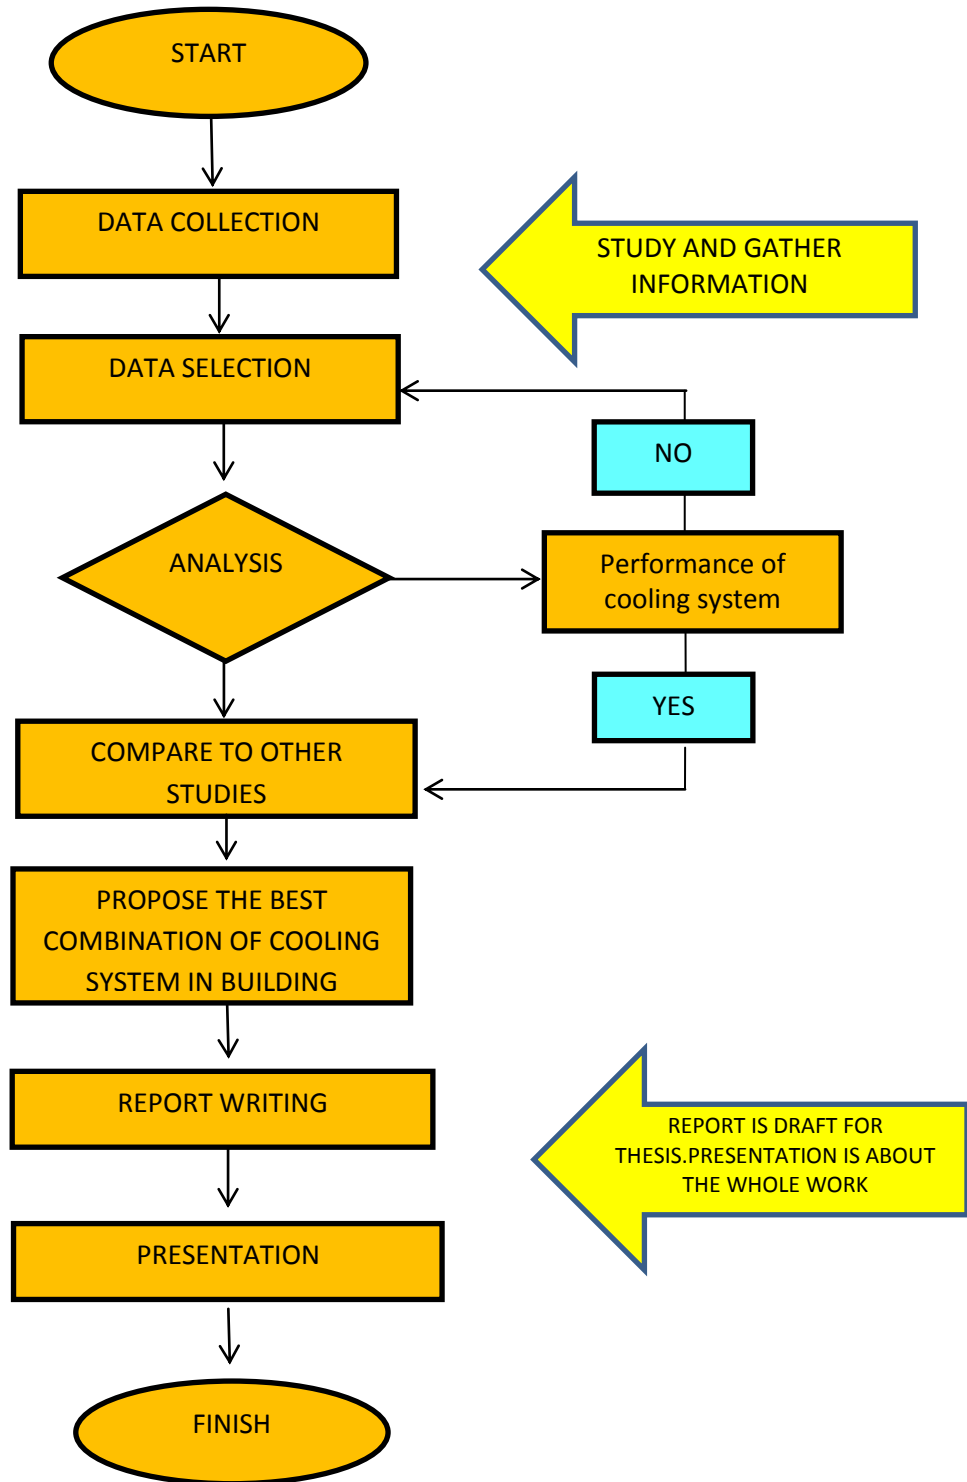 START
DATA COLLECTION
STUDY AND GATHER
INFORMATION
DATA SELECTION
NO
ANALYSIS
Performance of
cooling system
YES
COMPARE TO OTHER
STUDIES
PROPOSE THE BEST
COMBINATION OF COOLING
SYSTEM IN BUILDING
REPORT WRITING
REPORT IS DRAFT FOR
THESIS.PRESENTATION IS ABOUT
THE WHOLE WORK
PRESENTATION
FINISH